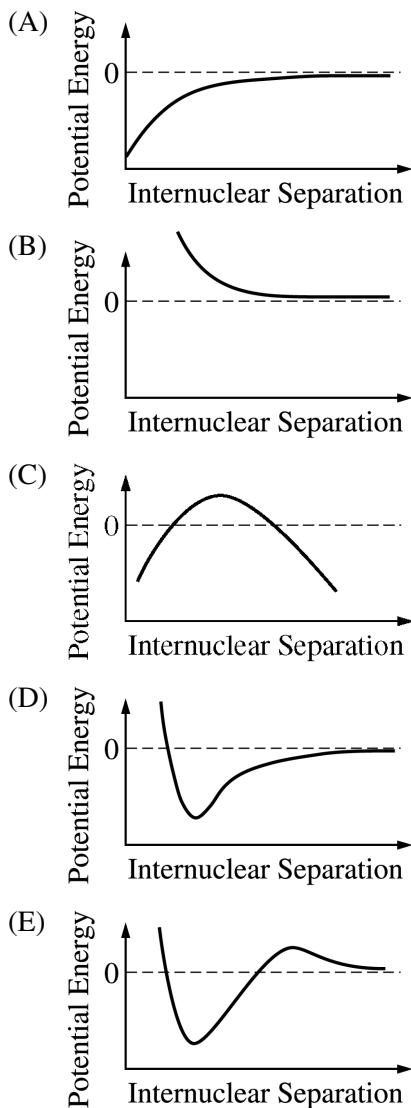 (A)
Potential Energy
0
Internuclear Separation
(B)
Potential Energy
0
Internuclear Separation
(C)
Potential Energy
0
Internuclear Separation
(D)
Potential Energy
0
Internuclear Separation
(E)
Potential Energy
0
Internuclear Separation